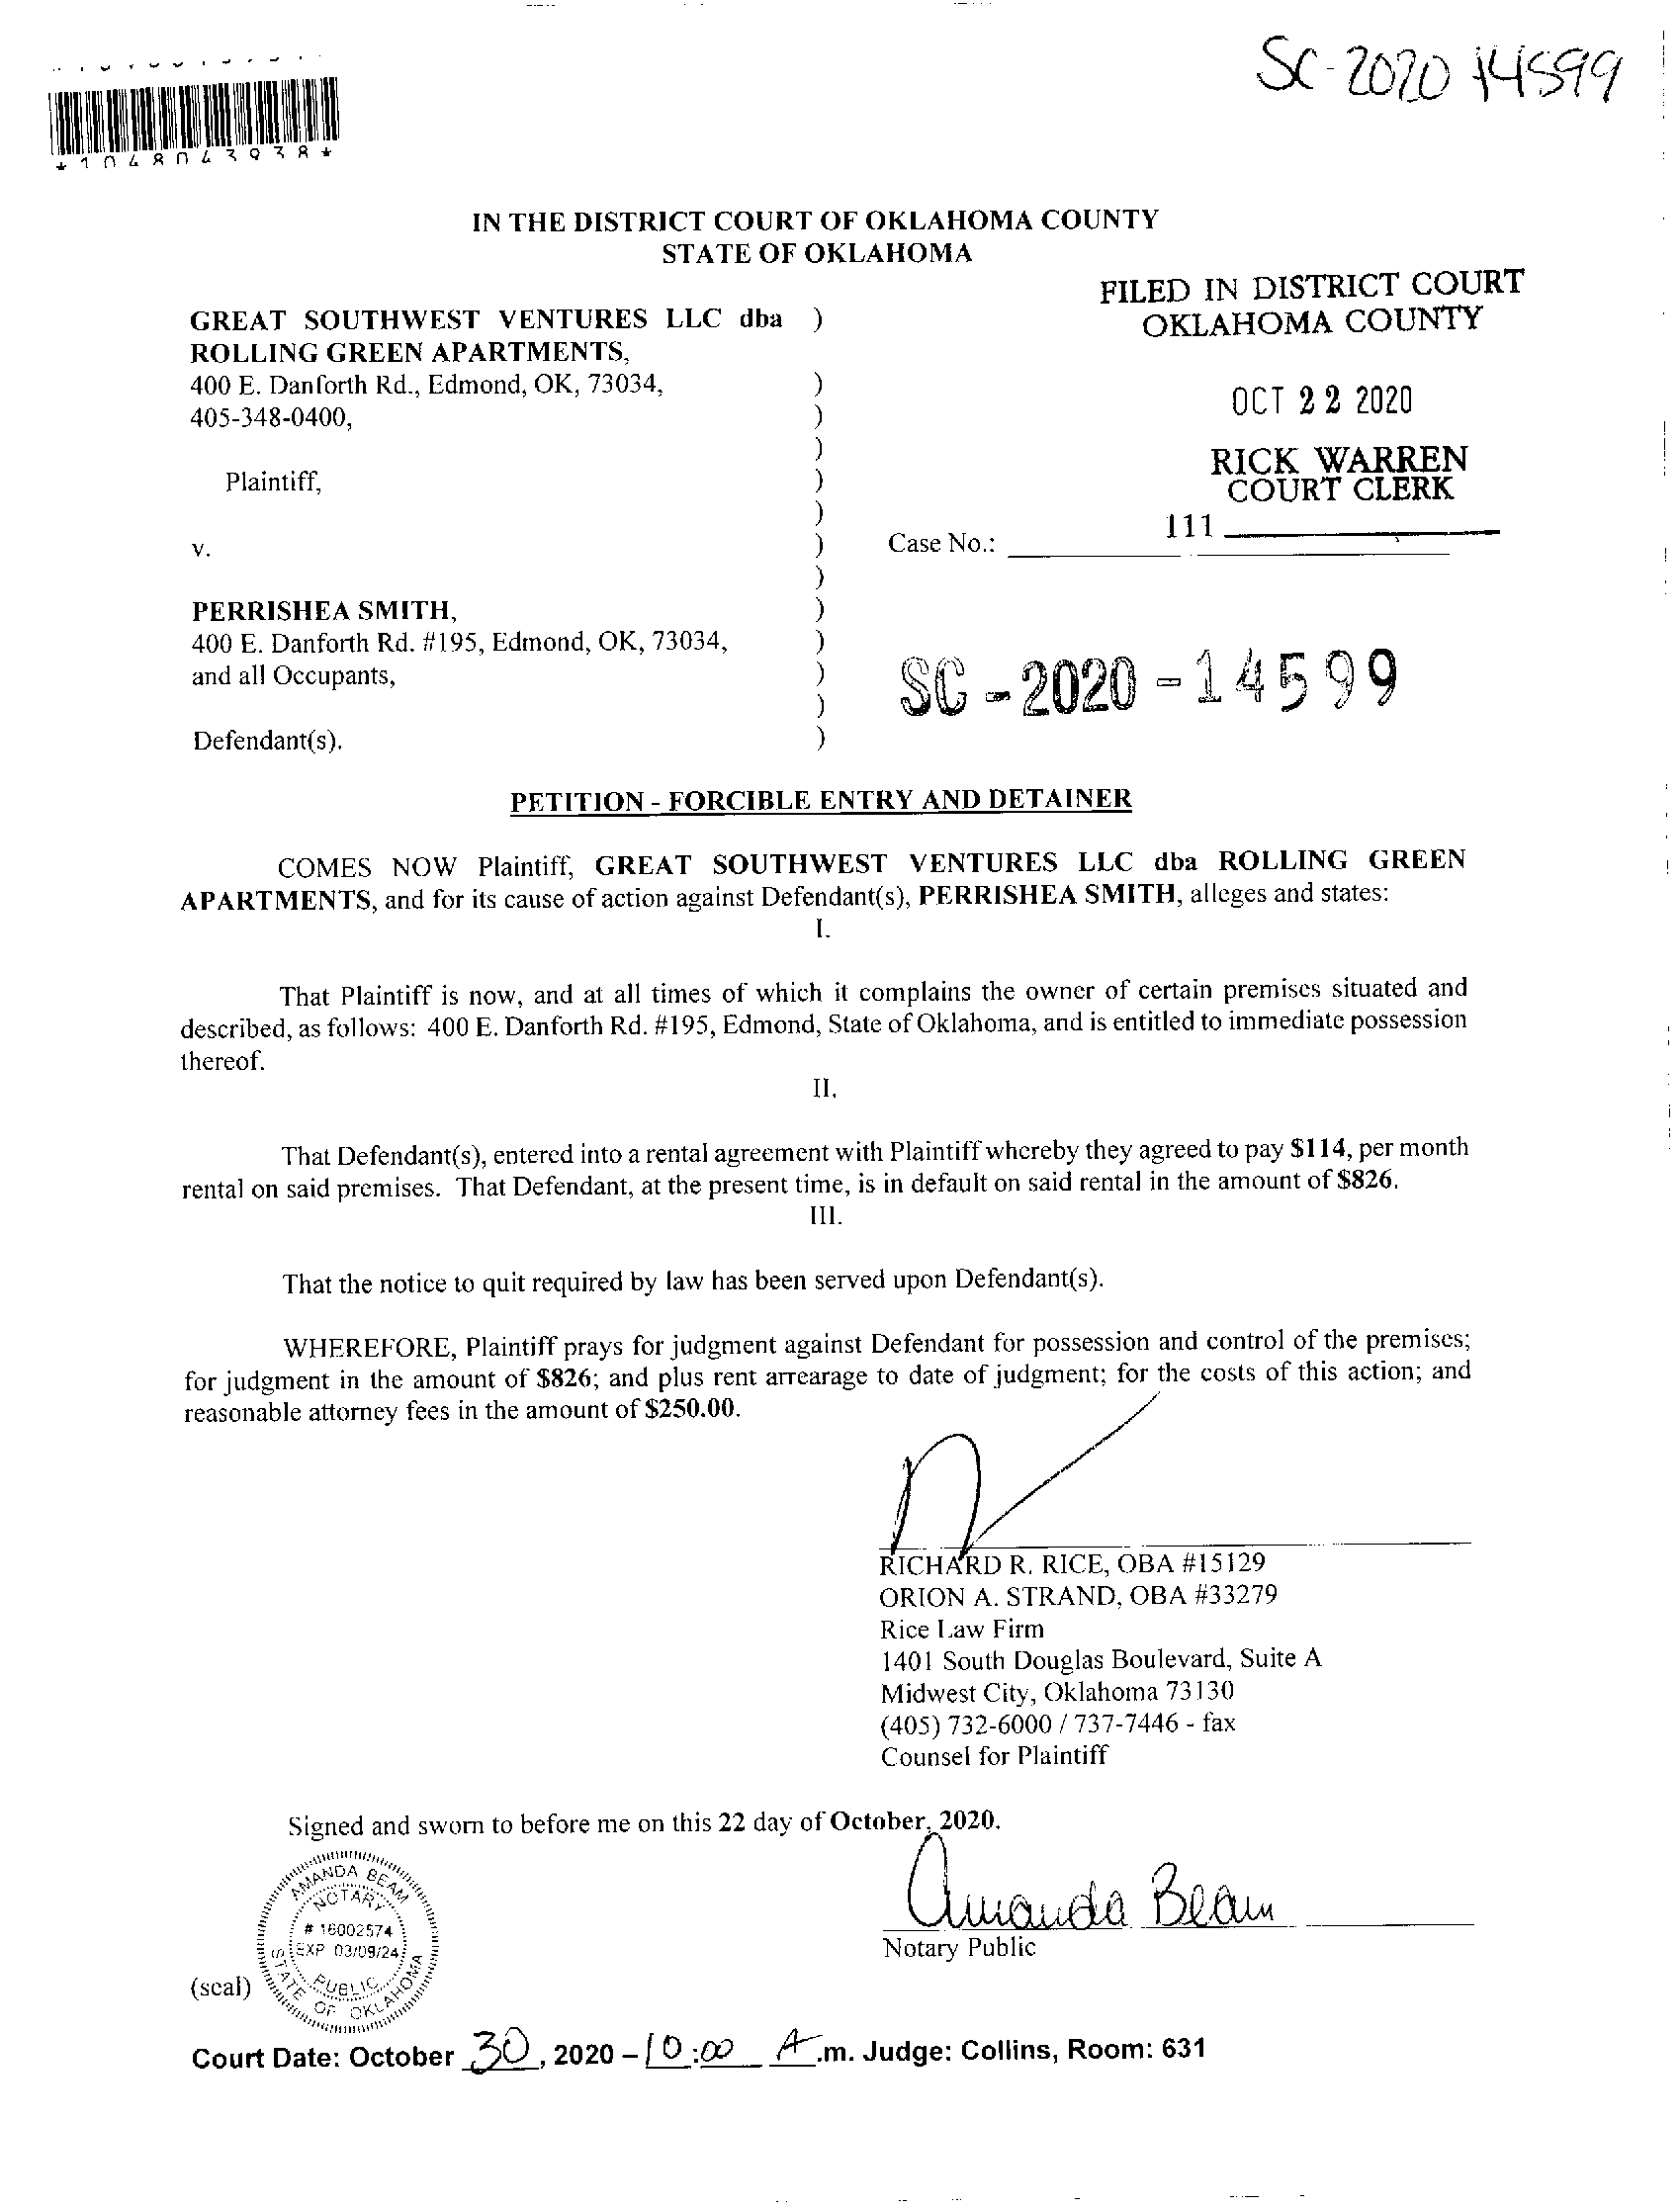 SC-2020 14599
*1048043938*
IN THE DISTRICT COURT OF OKLAHOMA COUNTY
STATE OF OKLAHOMA
FILED IN DISTRICT COURT
OKLAHOMA COUNTY
GREAT SOUTHWEST VENTURES LLC dba )
ROLLING GREEN APARTMENTS,
400 E. Danforth Rd., Edmond, OK, 73034, )
OCT 22 2020
405-348-0400, )
)
RICK WARREN
COURT CLERK
Plaintiff, )
)
111
v. ) Case No.:
)
PERRISHEA SMITH, )
400 E. Danforth Rd. #195, Edmond, OK, 73034, )
and all Occupants, )
SC-2020-14599
)
Defendant(s). )
PETITION - FORCIBLE ENTRY AND DETAINER
COMES NOW Plaintiff, GREAT SOUTHWEST VENTURES LLC dba ROLLING GREEN
APARTMENTS, and for its cause of action against Defendant(s), PERRISHEA SMITH, alleges and states:
I.
That Plaintiff is now, and at all times of which it complains the owner of certain premises situated and
described, as follows: 400 E. Danforth Rd. #195, Edmond, State of Oklahoma, and is entitled to immediate possession
thereof.
II.
That Defendant(s), entered into a rental agreement with Plaintiff whereby they agreed to pay $114, per month
rental on said premises. That Defendant, at the present time, is in default on said rental in the amount of $826.
III.
That the notice to quit required by law has been served upon Defendant(s).
WHEREFORE, Plaintiff prays for judgment against Defendant for possession and control of the premises;
for judgment in the amount of $826; and plus rent arrearage to date of judgment; for the costs of this action; and
reasonable attorney fees in the amount of $250.00.
RICHARD R. RICE, OBA #15129
ORION A. STRAND, OBA #33279
Rice Law Firm
1401 South Douglas Boulevard, Suite A
Midwest City, Oklahoma 73130
(405) 732-6000 / 737-7446 - fax
Counsel for Plaintiff
Signed and sworn to before me on this 22 day of October, 2020.
AMANDA BEAM
NOTARY
# 16002574
EXP 03/09/24
PUBLIC
STATE OF OKLAHOMA
Amanda Beam
Notary Public
(seal)
Court Date: October 30, 2020 – 10:00 A.m. Judge: Collins, Room: 631